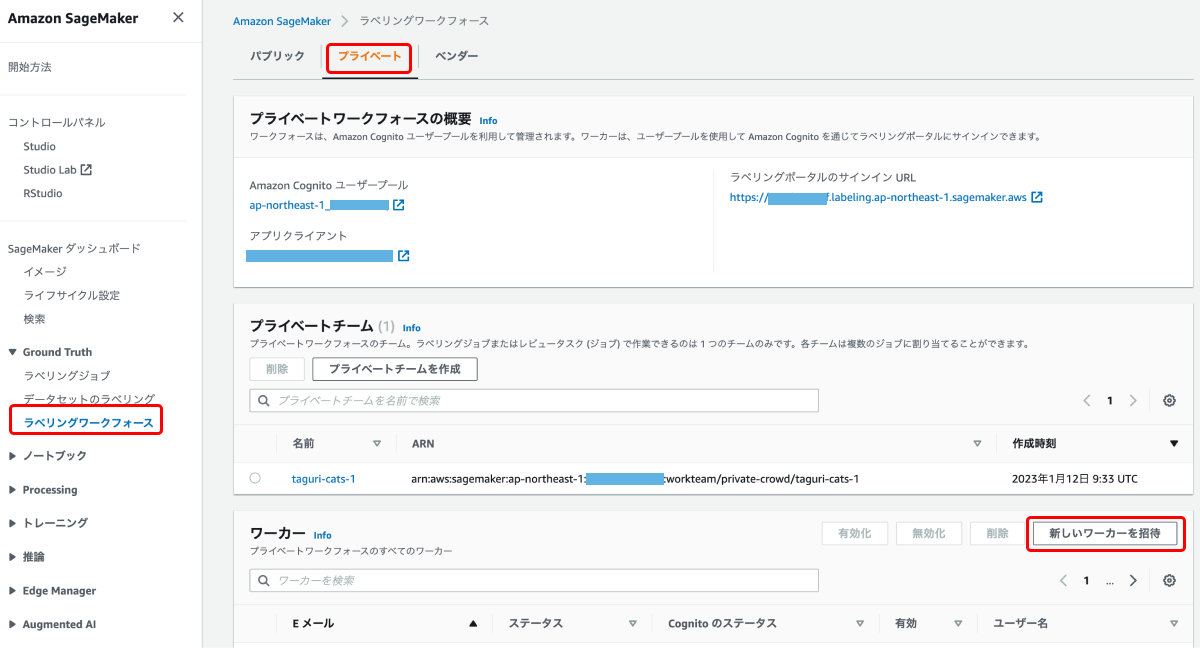 Amazon SageMaker
開始方法
コントロールパネル
Studio
Studio Lab
RStudio
SageMaker ダッシュボード
イメージ
ライフサイクル設定
検索
Ground Truth
ラベリングジョブ
データセットのラベリング
ラベリングワークフォース
ノートブック
Processing
トレーニング
推論
Edge Manager
Augmented AI
Amazon SageMaker > ラベリングワークフォース
パブリック プライベート ベンダー
プライベートワークフォースの概要 Info
ワークフォースは、Amazon Cognito ユーザープールを利用して管理されます。ワーカーは、ユーザープールを使用して Amazon Cognito を通じてラベリングポータルにサインインできます。
Amazon Cognito ユーザープール
ap-northeast-1_
アプリクライアント
ラベリングポータルのサインイン URL
https:// f.labeling.ap-northeast-1.sagemaker.aws
プライベートチーム (1) Info
プライベートワークフォースのチーム。ラベリングジョブまたはレビュータスク (ジョブ) で作業できるのは 1 つのチームのみです。各チームは複数のジョブに割り当てることができます。
削除 プライベートチームを作成
プライベートチームを名前で検索 1
名前 ARN 作成時刻
taguri-cats-1 arn:aws:sagemaker:ap-northeast-1: :workteam/private-crowd/taguri-cats-1 2023年1月12日 9:33 UTC
ワーカー Info
プライベートワークフォースのすべてのワーカー
有効化 無効化 削除 新しいワーカーを招待
ワーカーを検索 1 ...
E メール ステータス Cognito のステータス 有効 ユーザー名